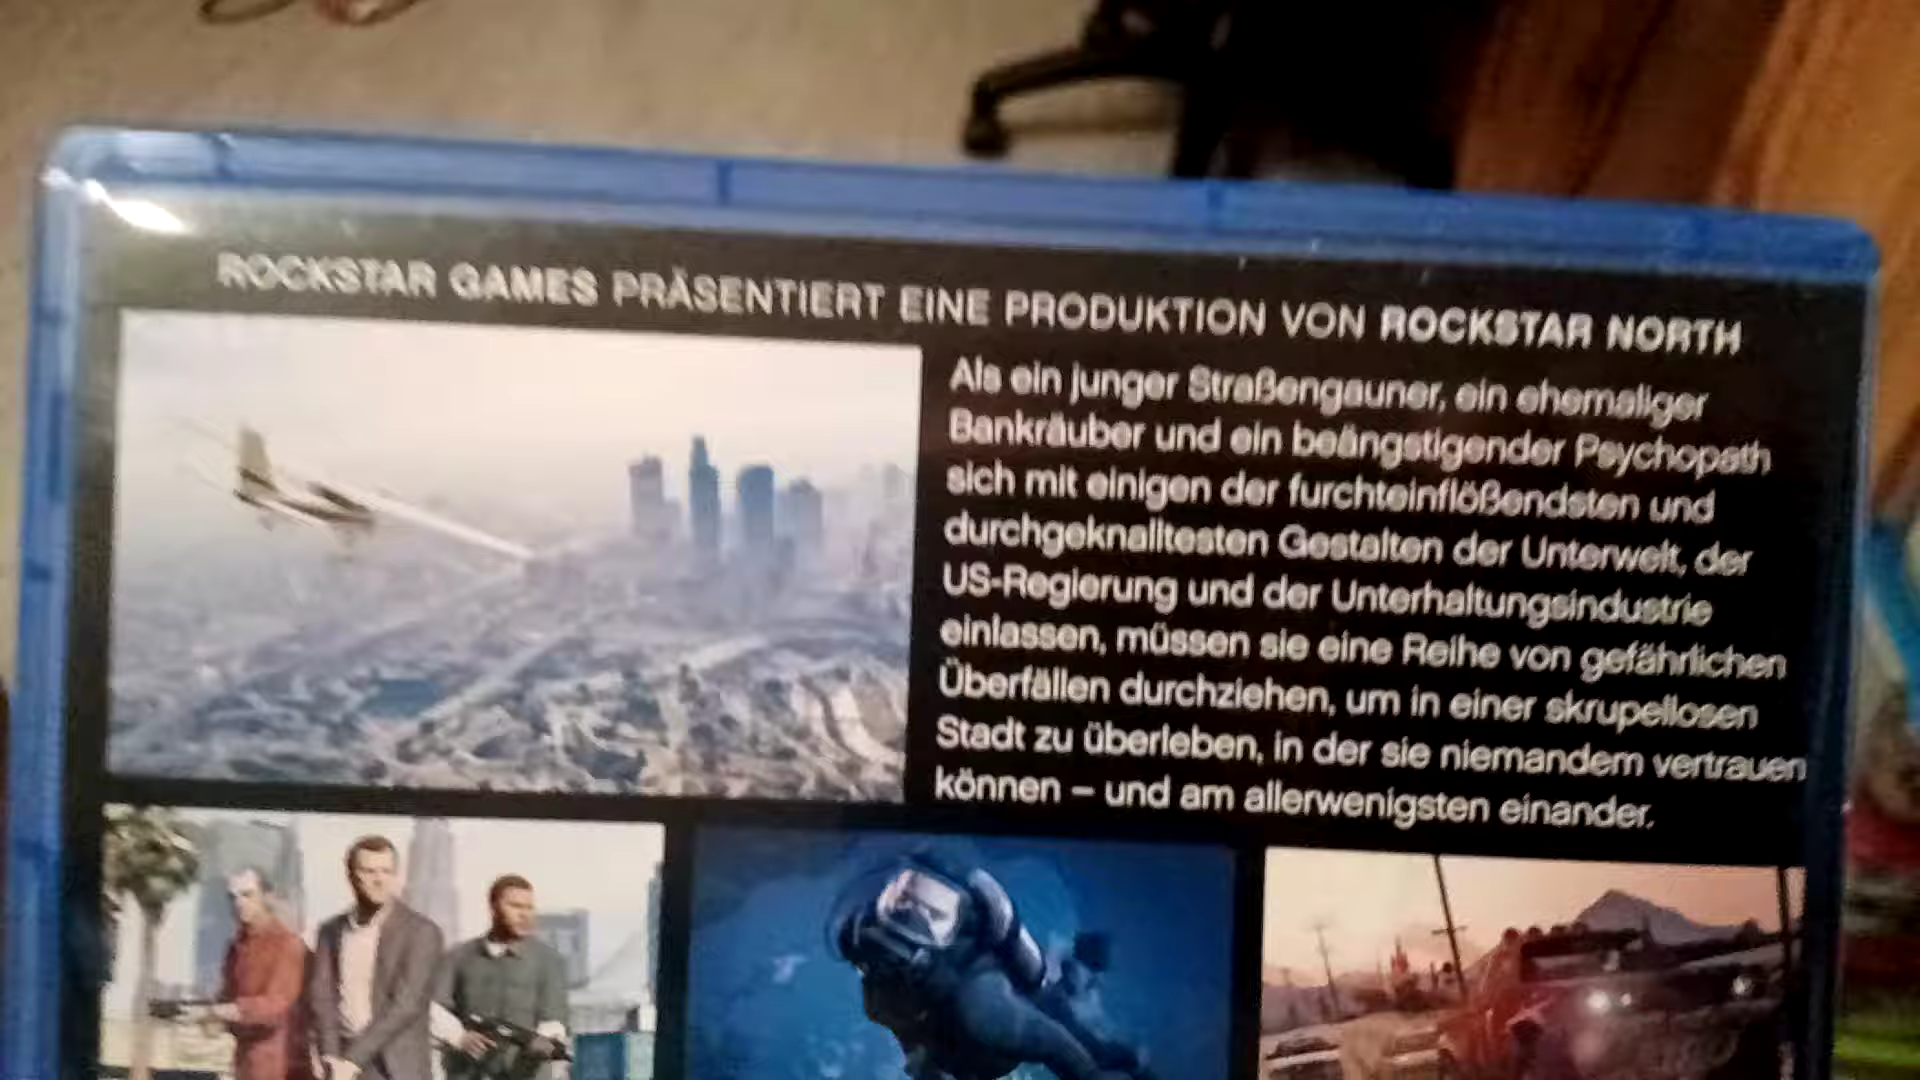 ROCKSTAR GAMES PRÄSENTIERT EINE PRODUKTION VON ROCKSTAR NORTH
Als ein junger Straßengauner, ein ehemaliger
Bankräuber und ein beängstigender Psychopath
sich mit einigen der furchteinflößendsten und
durchgeknalltesten Gestalten der Unterwelt, der
US-Regierung und der Unterhaltungsindustrie
einlassen, müssen sie eine Reihe von gefährlichen
Überfällen durchziehen, um in einer skrupellosen
Stadt zu überleben, in der sie niemandem vertrauen
können – und am allerwenigsten einander.